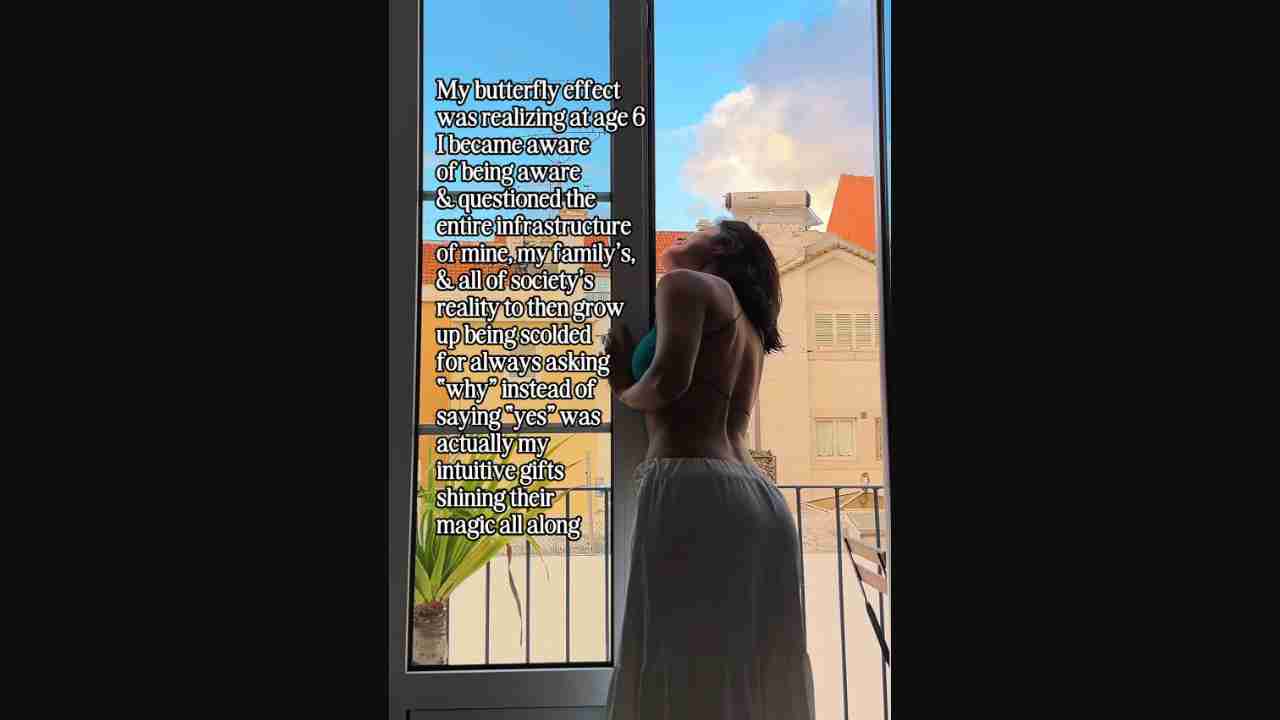 My butterfly effect
was realizing at age 6
I became aware
of being aware
& questioned the
entire infrastructure
of mine, my family's,
& all of society's
reality to then grow
up being scolded
for always asking
"why" instead of
saying "yes" was
actually my
intuitive gifts
shining their
magic all along